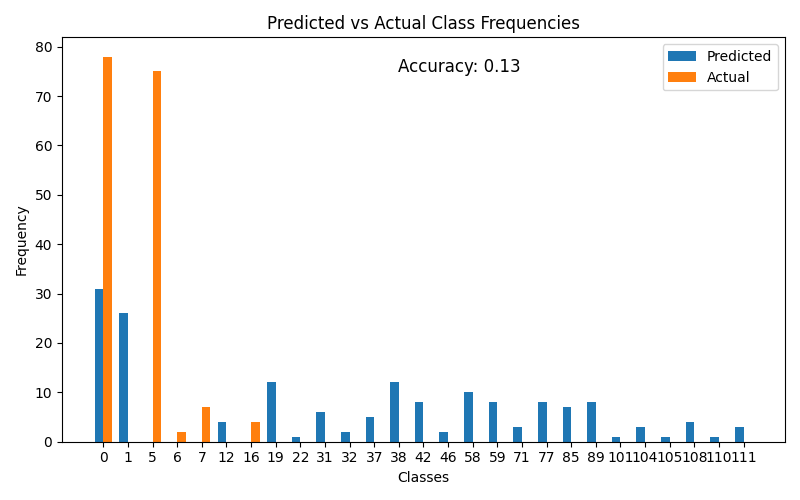 Predicted vs Actual Class Frequencies
Accuracy: 0.13
Predicted
Actual
Frequency
80
70
60
50
40
30
20
10
0
0 1 5 6 7 12 16 19 22 31 32 37 38 42 46 58 59 71 77 85 89 101 104 105 108 110 111
Classes